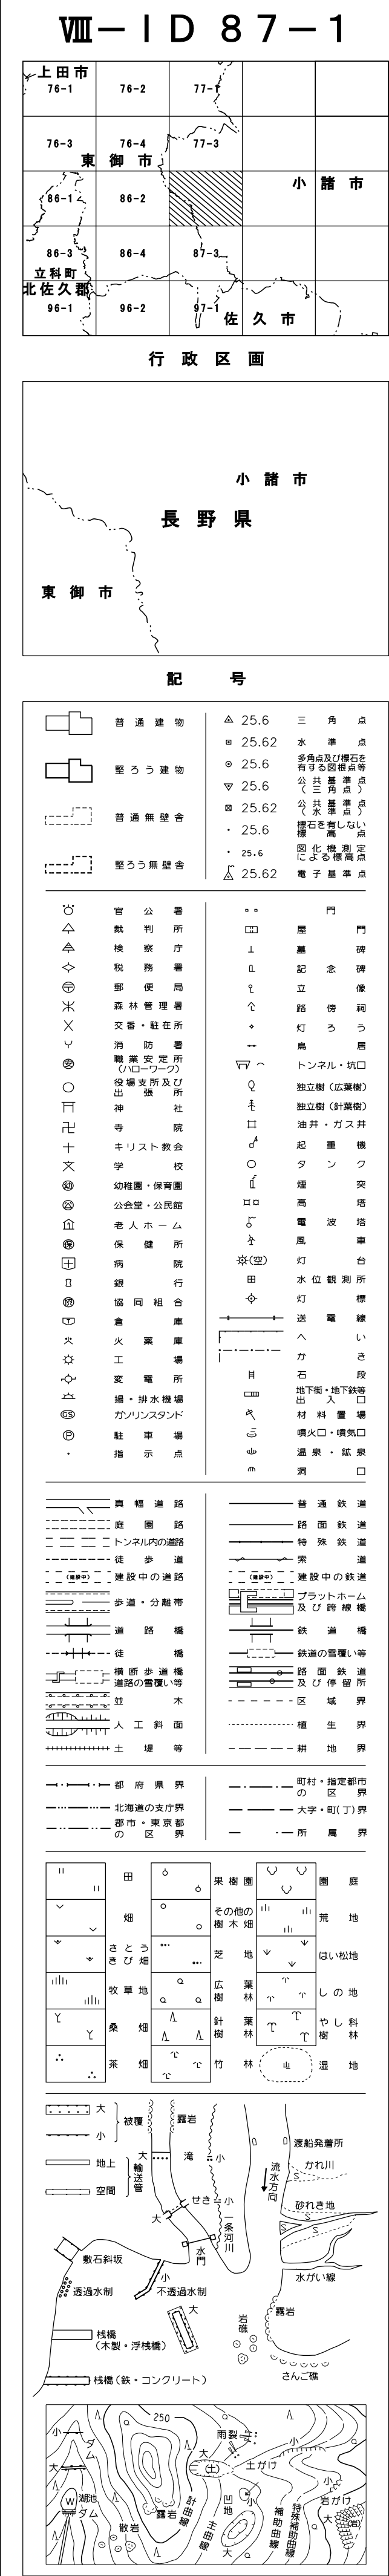 Ⅷ－ＩＤ ８７－１
上田市
76-1 76-2 77-1
76-3 76-4 77-3
東御市
小諸市
86-1 86-2
86-3 86-4 87-3
立科町
北佐久郡
96-1 96-2 97-1
佐久市
行政区画
小諸市
長野県
東御市
記号
普通建物
堅ろう建物
普通無壁舎
堅ろう無壁舎
25.6 三角点
25.62 水準点
25.6 多角点及び標石を有する図根点等
25.6 公共基準点（三角点）
25.62 公共基準点（水準点）
25.6 標石を有しない標高点
25.6 図化機測定による標高点
25.62 電子基準点
官公署
裁判所
検察庁
税務署
郵便局
森林管理署
交番・駐在所
消防署
職業安定所（ハローワーク）
役場支所及び出張所
神社
寺院
キリスト教会
文 学校
幼 幼稚園・保育園
公 公会堂・公民館
老人ホーム
保 保健所
病院
銀行
協 協同組合
倉庫
火薬庫
工場
変電所
揚・排水機場
GS ガソリンスタンド
P 駐車場
指示点
門
屋門
墓碑
記念碑
立像
路傍祠
灯ろう
鳥居
トンネル・坑口
独立樹（広葉樹）
独立樹（針葉樹）
油井・ガス井
起重機
タンク
煙突
高塔
電波塔
風車
(空) 灯台
水位観測所
灯標
送電線
へい
かき
石段
地下街・地下鉄等出入口
材料置場
噴火口・噴気口
温泉・鉱泉
洞口
真幅道路
庭園路
トンネル内の道路
徒歩道
(建設中) 建設中の道路
歩道・分離帯
道路橋
徒橋
横断歩道橋
道路の雪覆い等
並木
人工斜面
土堤等
普通鉄道
路面鉄道
特殊鉄道
索道
(建設中) 建設中の鉄道
プラットホーム及び跨線橋
鉄道橋
鉄道の雪覆い等
路面鉄道及び停留所
区域界
植生界
耕地界
都府県界
北海道の支庁界
郡市・東京都の区界
町村・指定都市の区界
大字・町(丁)界
所属界
田 果樹園 園庭
畑 その他の樹木畑 荒地
さとうきび畑 芝地 はい松地
牧草地 広葉樹林 しの地
桑畑 針葉樹林 やし科樹林
茶畑 竹林 湿地
大
小
被覆
地上
空間
輸送管
露岩
大
滝
小
渡船発着所
流水方向
かれ川
せき
小
大
一条河川
砂れき地
水門
敷石斜坂
透過水制
小
不透過水制
大
水がい線
露岩
岩礁
桟橋
（木製・浮桟橋）
さんご礁
桟橋（鉄・コンクリート）
250
小
ダム
大
雨裂
大
(土)
土がけ
小
W
湖池
ダム
散岩
露岩
計曲線
主曲線
凹地
小
大
補助曲線
特殊補助曲線
小
岩がけ
大
(岩)